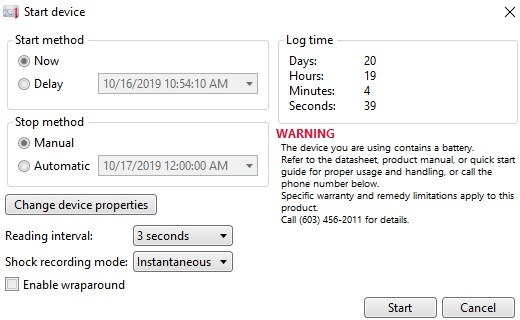 Start device
Start method
Now
Delay 10/16/2019 10:54:10 AM
Stop method
Manual
Automatic 10/17/2019 12:00:00 AM
Change device properties
Reading interval: 3 seconds
Shock recording mode: Instantaneous
Enable wraparound
Log time
Days: 20
Hours: 19
Minutes: 4
Seconds: 39
WARNING
The device you are using contains a battery.
Refer to the datasheet, product manual, or quick start
guide for proper usage and handling, or call the
phone number below.
Specific warranty and remedy limitations apply to this
product.
Call (603) 456-2011 for details.
Start Cancel